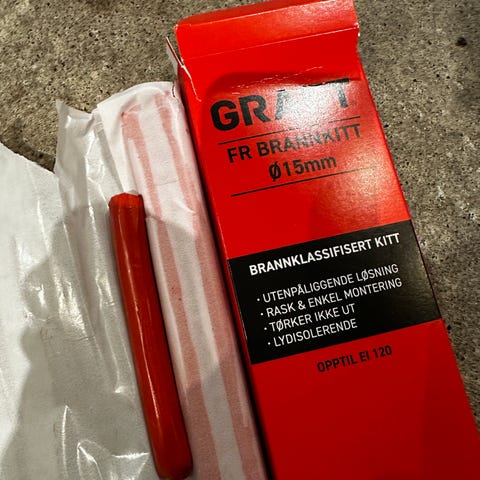 FR BRANNKITT
Ø15mm
BRANNKLASSIFISERT KITT
· UTENPÅLIGGENDE LØSNING
· RASK & ENKEL MONTERING
· TØRKER IKKE UT
· LYDISOLERENDE
OPPTIL EI 120